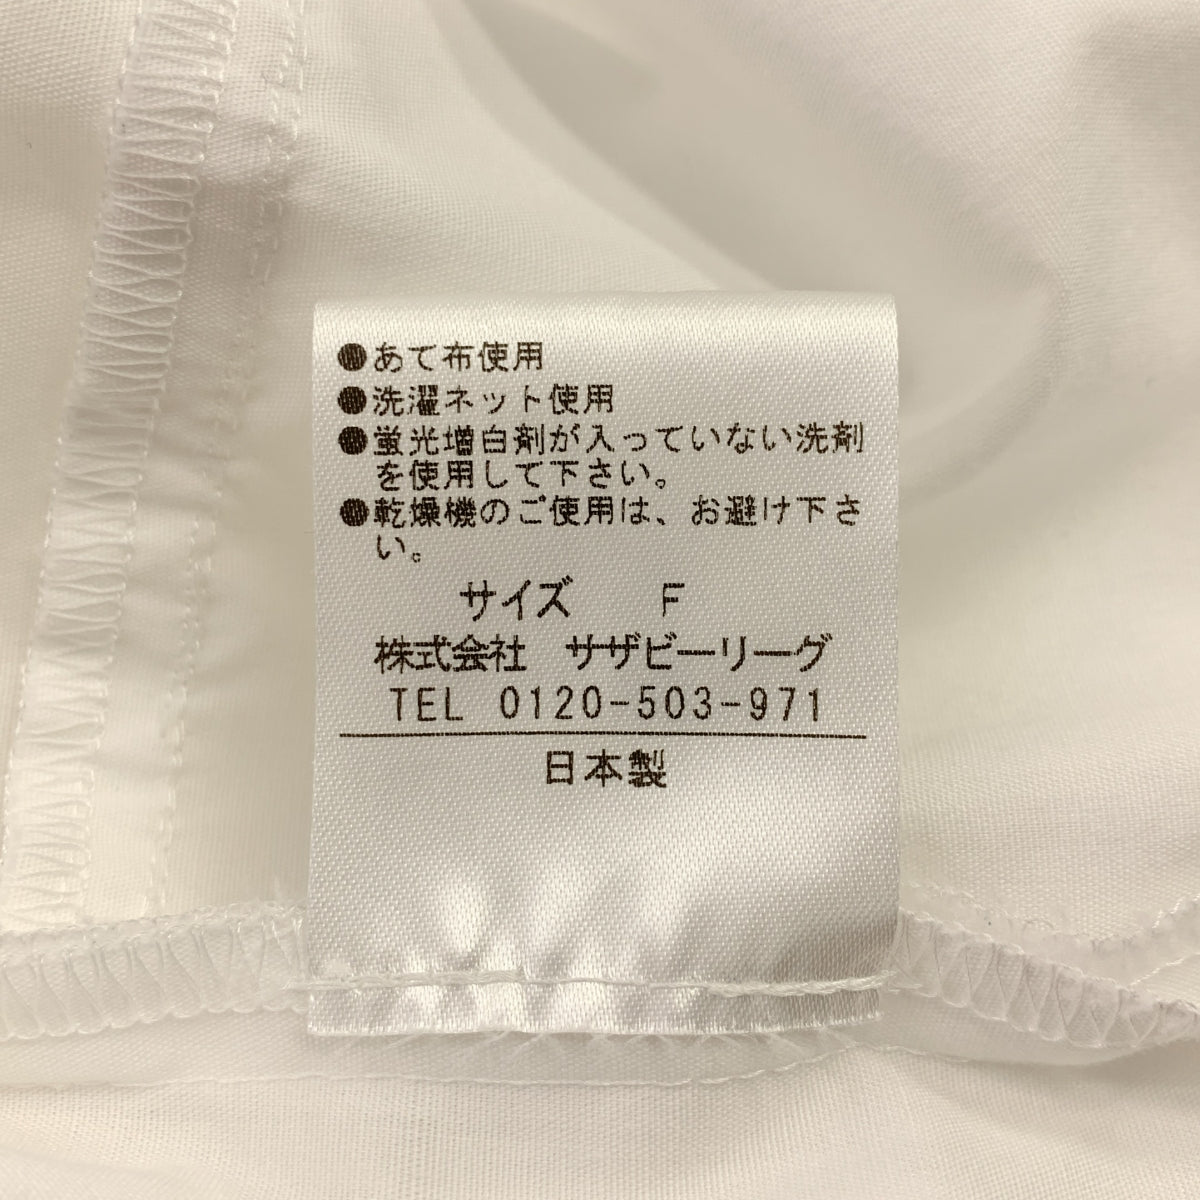 ●あて布使用
●洗濯ネット使用
●蛍光増白剤が入っていない洗剤
を使用して下さい。
●乾燥機のご使用は、お避け下さ
い。
サイズ F
株式会社 サザビーリーグ
TEL 0120-503-971
日本製